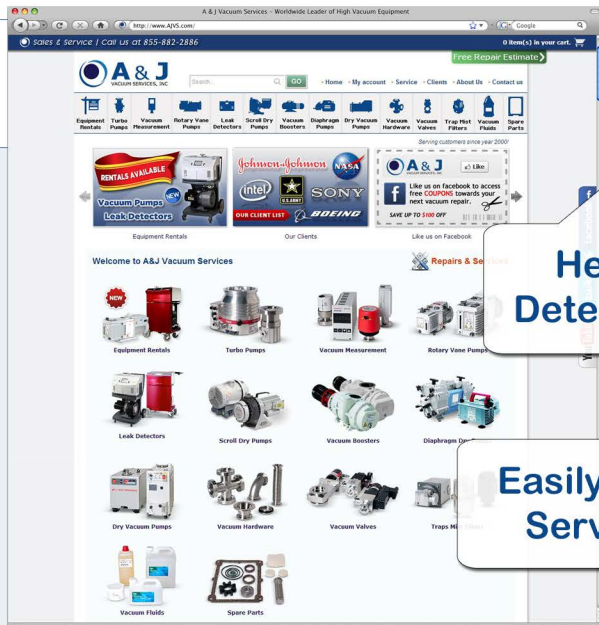 A & J Vacuum Services - Worldwide Leader of High Vacuum Equipment
http://www.AJVS.com/
Google
Sales & Service / Call us at 855-882-2886
0 item(s) in your cart.
Free Repair Estimate
A & J
VACUUM SERVICES, INC
Search..
GO
Home
My account
Service
Clients
About Us
Contact us
Equipment Rentals
Turbo Pumps
Vacuum Measurement
Rotary Vane Pumps
Leak Detectors
Scroll Dry Pumps
Vacuum Boosters
Diaphragm Pumps
Dry Vacuum Pumps
Vacuum Hardware
Vacuum Valves
Trap Mist Filters
Vacuum Fluids
Spare Parts
Serving customers since year 2000!
RENTALS AVAILABLE
NEW
Vacuum Pumps
Leak Detectors
Johnson & Johnson
NASA
intel
U.S.ARMY
SONY
OUR CLIENT LIST
BOEING
A & J
VACUUM SERVICES, INC
Like
Like us on facebook to access
free COUPONS towards your
next vacuum repair.
SAVE UP TO $100 OFF
Equipment Rentals
Our Clients
Like us on Facebook
Welcome to A&J Vacuum Services
Repairs & Se
He
Dete
NEW
Equipment Rentals
Turbo Pumps
Vacuum Measurement
Rotary Vane Pumps
Leak Detectors
Scroll Dry Pumps
Vacuum Boosters
Diaphragm
Easily
Serv
Dry Vacuum Pumps
Vacuum Hardware
Vacuum Valves
Traps
Vacuum Fluids
Spare Parts